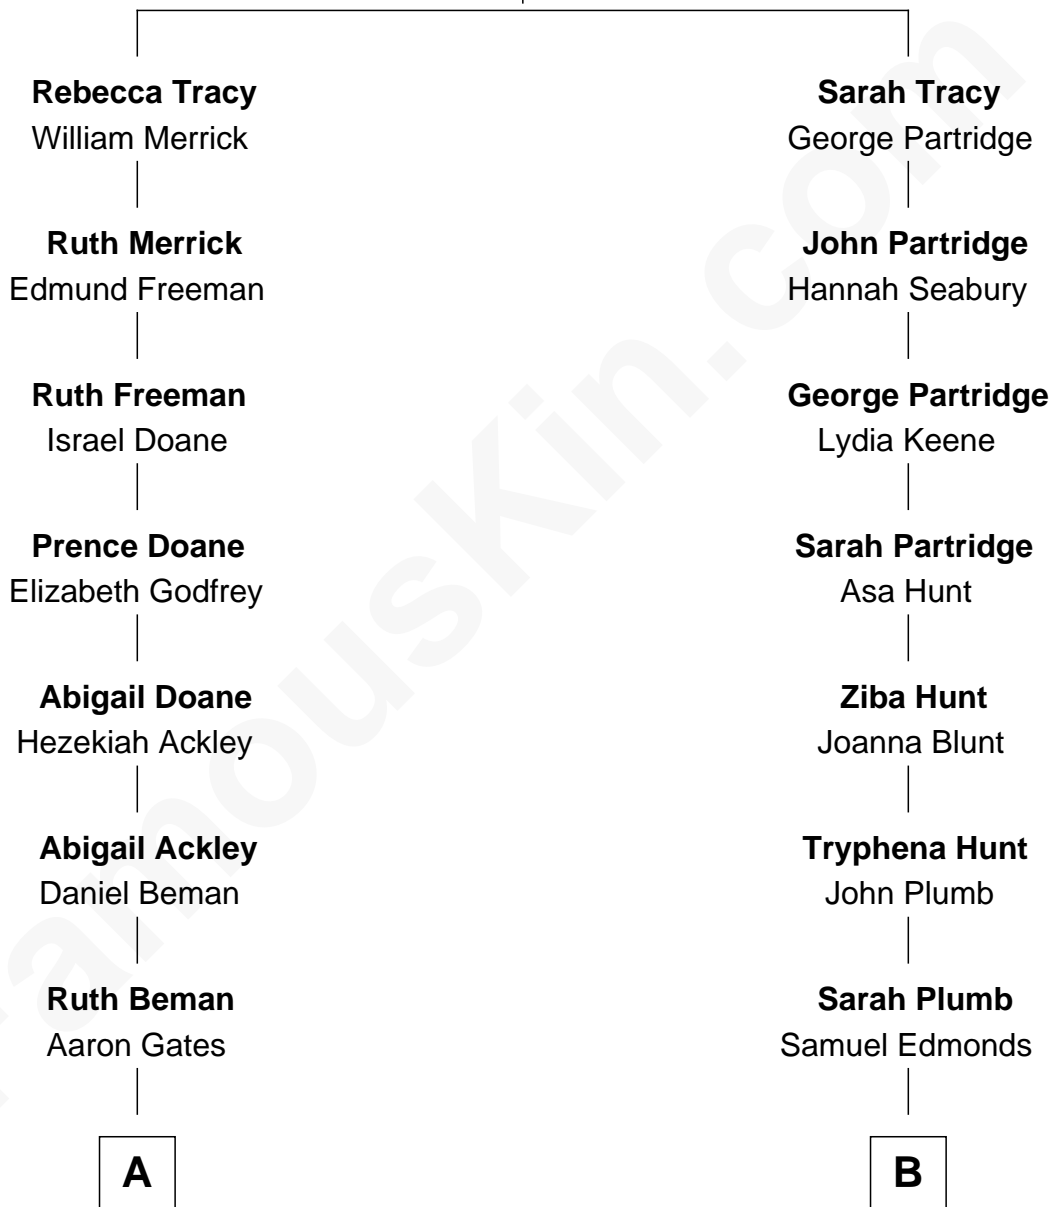 Rebecca Tracy
William Merrick
Ruth Merrick
Edmund Freeman
Ruth Freeman
Israel Doane
Prence Doane
Elizabeth Godfrey
Abigail Doane
Hezekiah Ackley
Abigail Ackley
Daniel Beman
Ruth Beman
Aaron Gates
A
Sarah Tracy
George Partridge
John Partridge
Hannah Seabury
George Partridge
Lydia Keene
Sarah Partridge
Asa Hunt
Ziba Hunt
Joanna Blunt
Tryphena Hunt
John Plumb
Sarah Plumb
Samuel Edmonds
B
FamousKin.com